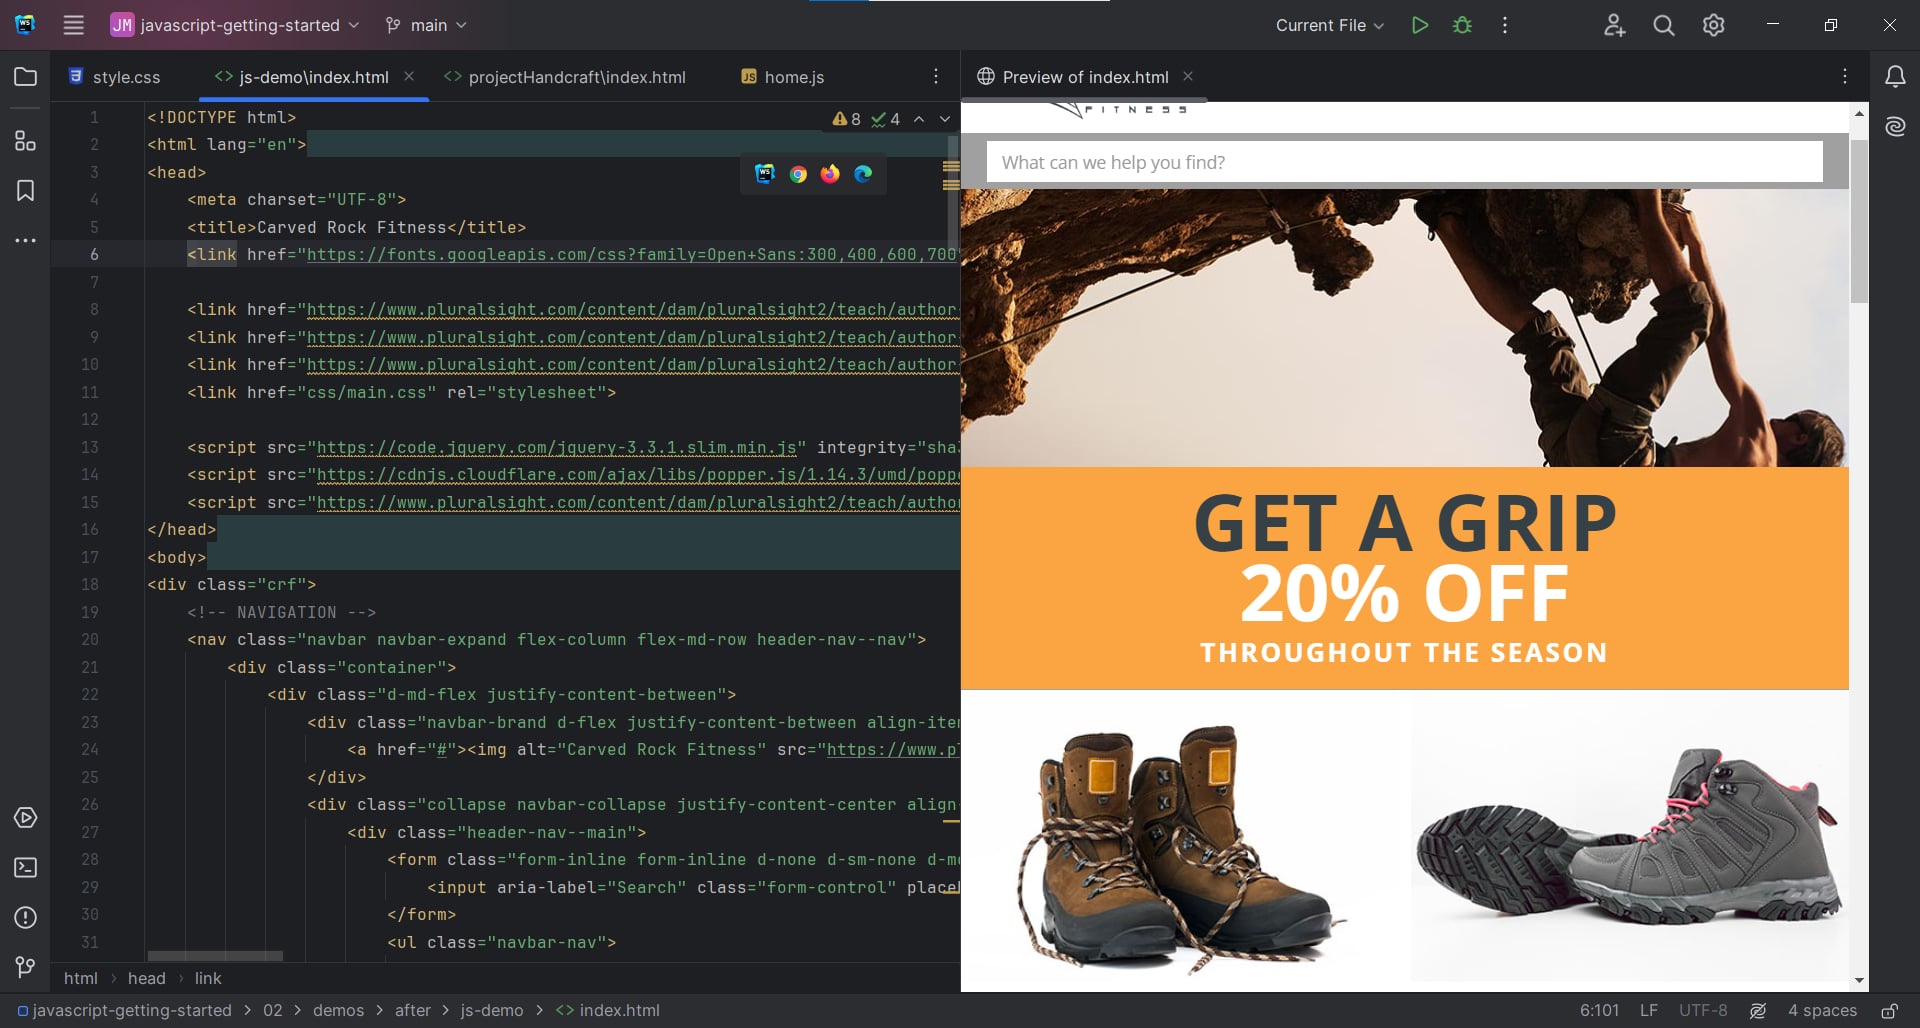 JM javascript-getting-started main Current File
style.css js-demo\index.html projectHandcraft\index.html JS home.js Preview of index.html
8 4
1 <!DOCTYPE html>
2 <html lang="en">
3 <head>
4 <meta charset="UTF-8">
5 <title>Carved Rock Fitness</title>
6 <link href="https://fonts.googleapis.com/css?family=Open+Sans:300,400,600,700
7
8 <link href="https://www.pluralsight.com/content/dam/pluralsight2/teach/author
9 <link href="https://www.pluralsight.com/content/dam/pluralsight2/teach/author
10 <link href="https://www.pluralsight.com/content/dam/pluralsight2/teach/author
11 <link href="css/main.css" rel="stylesheet">
12
13 <script src="https://code.jquery.com/jquery-3.3.1.slim.min.js" integrity="sha
14 <script src="https://cdnjs.cloudflare.com/ajax/libs/popper.js/1.14.3/umd/popp
15 <script src="https://www.pluralsight.com/content/dam/pluralsight2/teach/autho
16 </head>
17 <body>
18 <div class="crf">
19 <!-- NAVIGATION -->
20 <nav class="navbar navbar-expand flex-column flex-md-row header-nav--nav">
21 <div class="container">
22 <div class="d-md-flex justify-content-between">
23 <div class="navbar-brand d-flex justify-content-between align-ite
24 <a href="#"><img alt="Carved Rock Fitness" src="https://www.pl
25 </div>
26 <div class="collapse navbar-collapse justify-content-center align-
27 <div class="header-nav--main">
28 <form class="form-inline form-inline d-none d-sm-none d-m
29 <input aria-label="Search" class="form-control" place
30 </form>
31 <ul class="navbar-nav">
FITNESS
What can we help you find?
GET A GRIP
20% OFF
THROUGHOUT THE SEASON
html head link
javascript-getting-started 02 demos after js-demo index.html 6:101 LF UTF-8 4 spaces